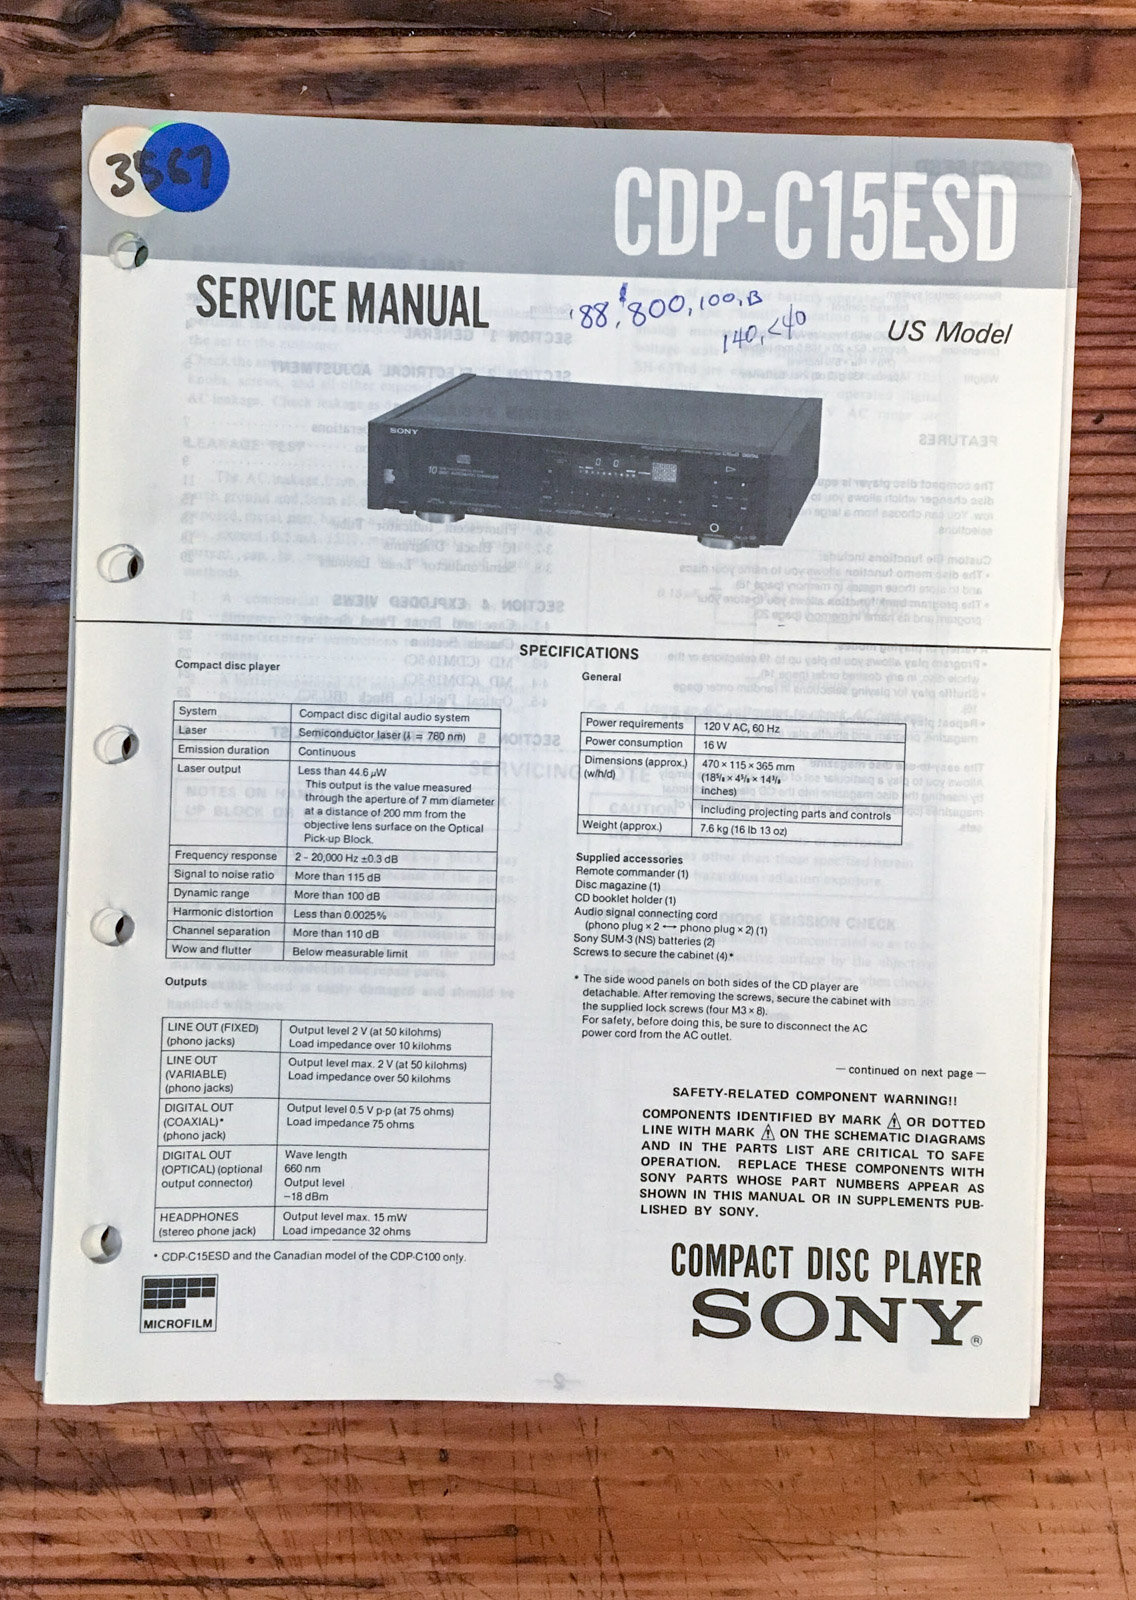 3567
CDP-C15ESD
SERVICE MANUAL
'88, $800, 100, B
140, <40
US Model
SONY
SPECIFICATIONS
Compact disc player
System Compact disc digital audio system
Laser Semiconductor laser (λ = 780 nm)
Emission duration Continuous
Laser output Less than 44.6 μW
This output is the value measured
through the aperture of 7 mm diameter
at a distance of 200 mm from the
objective lens surface on the Optical
Pick-up Block.
Frequency response 2 – 20,000 Hz ±0.3 dB
Signal to noise ratio More than 115 dB
Dynamic range More than 100 dB
Harmonic distortion Less than 0.0025%
Channel separation More than 110 dB
Wow and flutter Below measurable limit
Outputs
LINE OUT (FIXED) Output level 2 V (at 50 kilohms)
(phono jacks) Load impedance over 10 kilohms
LINE OUT Output level max. 2 V (at 50 kilohms)
(VARIABLE) Load impedance over 50 kilohms
(phono jacks)
DIGITAL OUT Output level 0.5 V p-p (at 75 ohms)
(COAXIAL)* Load impedance 75 ohms
(phono jack)
DIGITAL OUT Wave length
(OPTICAL) (optional 660 nm
output connector) Output level
–18 dBm
HEADPHONES Output level max. 15 mW
(stereo phone jack) Load impedance 32 ohms
* CDP-C15ESD and the Canadian model of the CDP-C100 only.
MICROFILM
General
Power requirements 120 V AC, 60 Hz
Power consumption 16 W
Dimensions (approx.) 470 × 115 × 365 mm
(w/h/d) (18⅝ × 4⅝ × 14⅜
inches)
Including projecting parts and controls
Weight (approx.) 7.6 kg (16 lb 13 oz)
Supplied accessories
Remote commander (1)
Disc magazine (1)
CD booklet holder (1)
Audio signal connecting cord
(phono plug × 2 ⟷ phono plug × 2) (1)
Sony SUM-3 (NS) batteries (2)
Screws to secure the cabinet (4)*
* The side wood panels on both sides of the CD player are
detachable. After removing the screws, secure the cabinet with
the supplied lock screws (four M3 × 8).
For safety, before doing this, be sure to disconnect the AC
power cord from the AC outlet.
— continued on next page —
SAFETY-RELATED COMPONENT WARNING!!
COMPONENTS IDENTIFIED BY MARK ⚠ OR DOTTED
LINE WITH MARK ⚠ ON THE SCHEMATIC DIAGRAMS
AND IN THE PARTS LIST ARE CRITICAL TO SAFE
OPERATION. REPLACE THESE COMPONENTS WITH
SONY PARTS WHOSE PART NUMBERS APPEAR AS
SHOWN IN THIS MANUAL OR IN SUPPLEMENTS PUB-
LISHED BY SONY.
COMPACT DISC PLAYER
SONY®